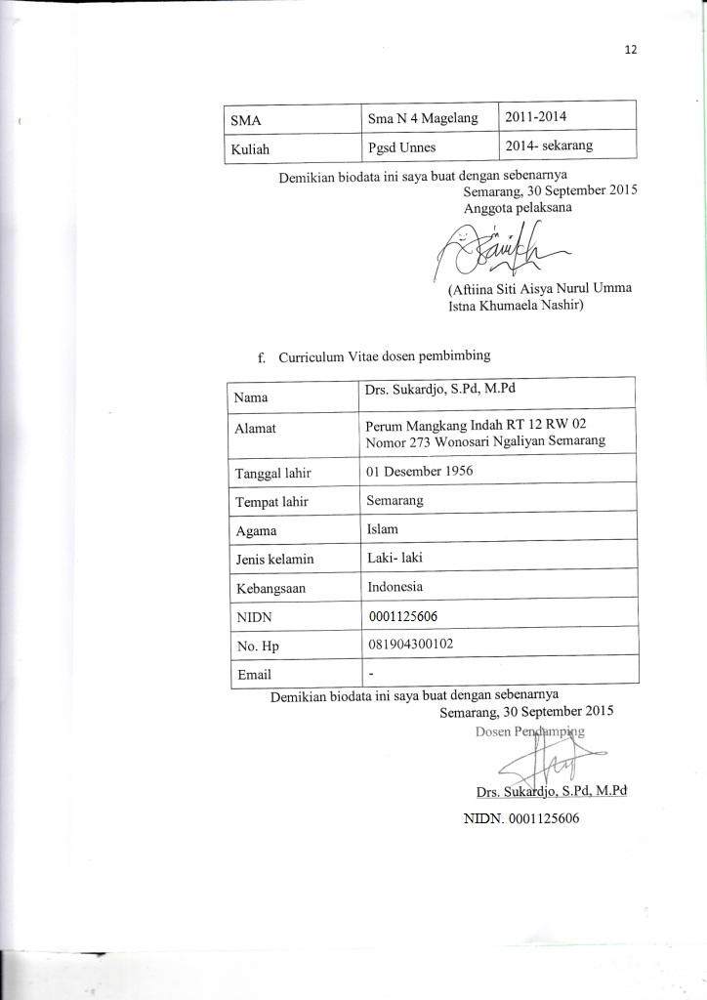 12
SMA Sma N 4 Magelang 2011-2014
Kuliah Pgsd Unnes 2014- sekarang
Demikian biodata ini saya buat dengan sebenarnya
Semarang, 30 September 2015
Anggota pelaksana
(Aftiina Siti Aisya Nurul Umma
Istna Khumaela Nashir)
f. Curriculum Vitae dosen pembimbing
Nama Drs. Sukardjo, S.Pd, M.Pd
Alamat Perum Mangkang Indah RT 12 RW 02
Nomor 273 Wonosari Ngaliyan Semarang
Tanggal lahir 01 Desember 1956
Tempat lahir Semarang
Agama Islam
Jenis kelamin Laki- laki
Kebangsaan Indonesia
NIDN 0001125606
No. Hp 081904300102
Email -
Demikian biodata ini saya buat dengan sebenarnya
Semarang, 30 September 2015
Dosen Pendamping
Drs. Sukardjo, S.Pd, M.Pd
NIDN. 0001125606